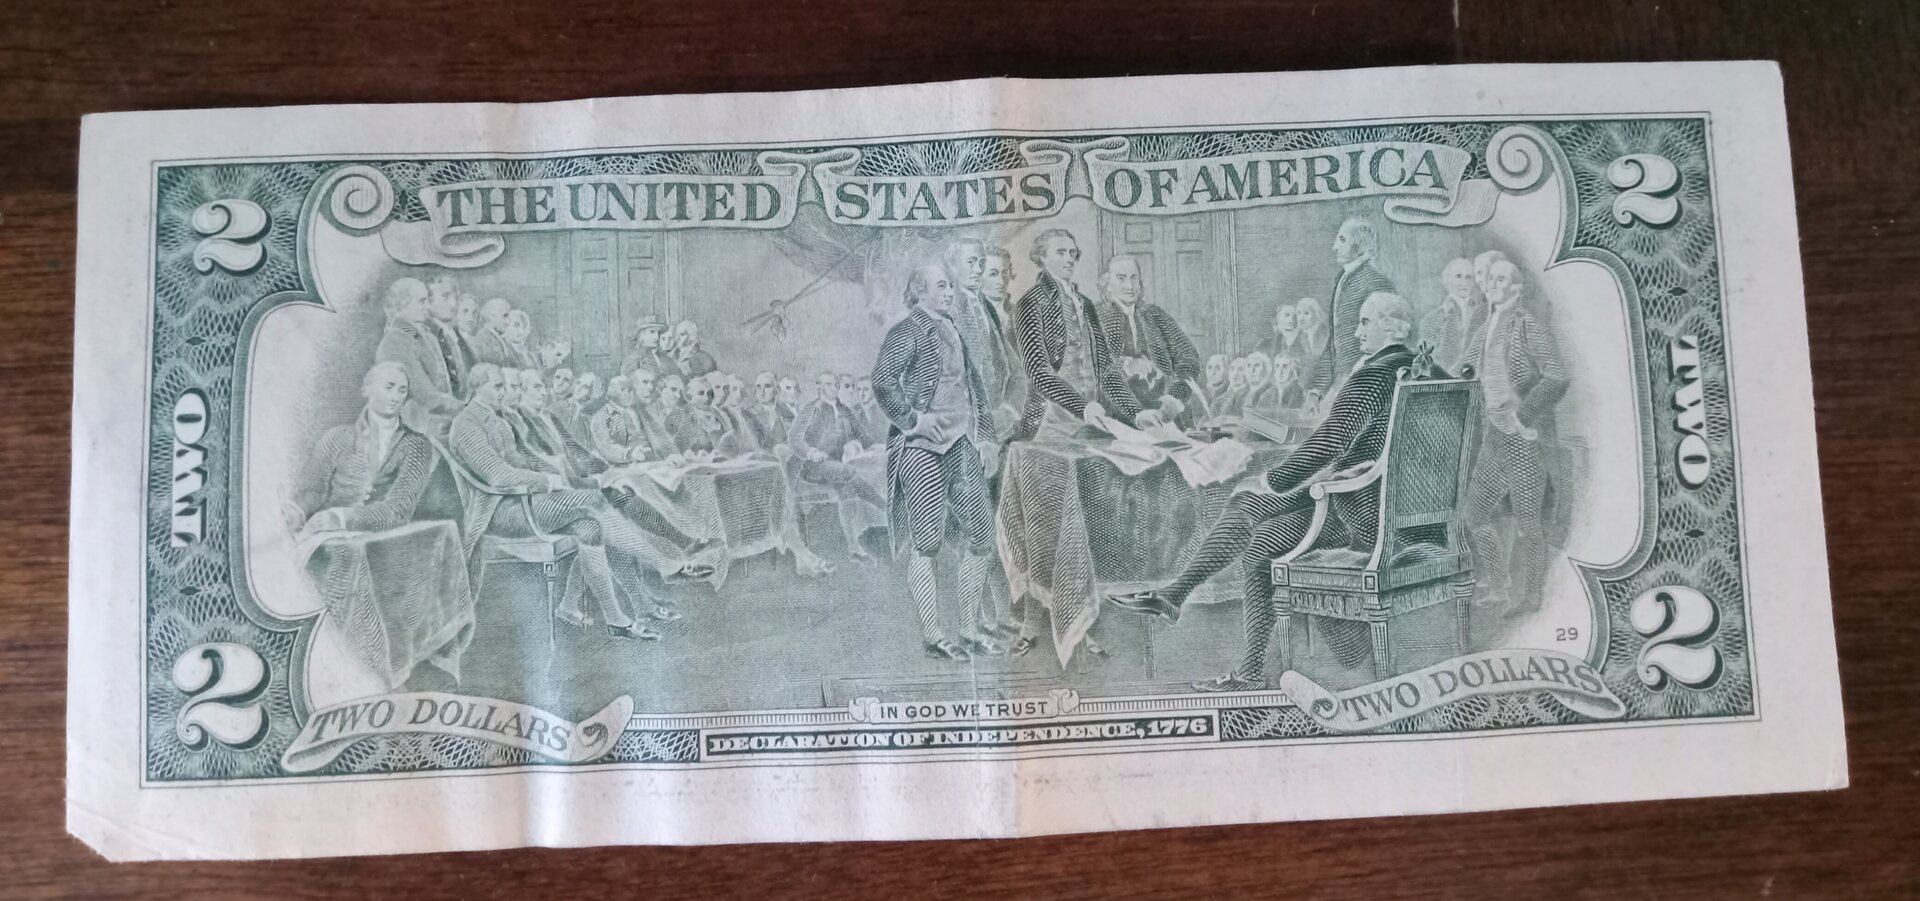 THE UNITED STATES OF AMERICA
2
2
TWO
TWO
29
2
2
TWO DOLLARS
TWO DOLLARS
IN GOD WE TRUST
DECLARATION OF INDEPENDENCE, 1776